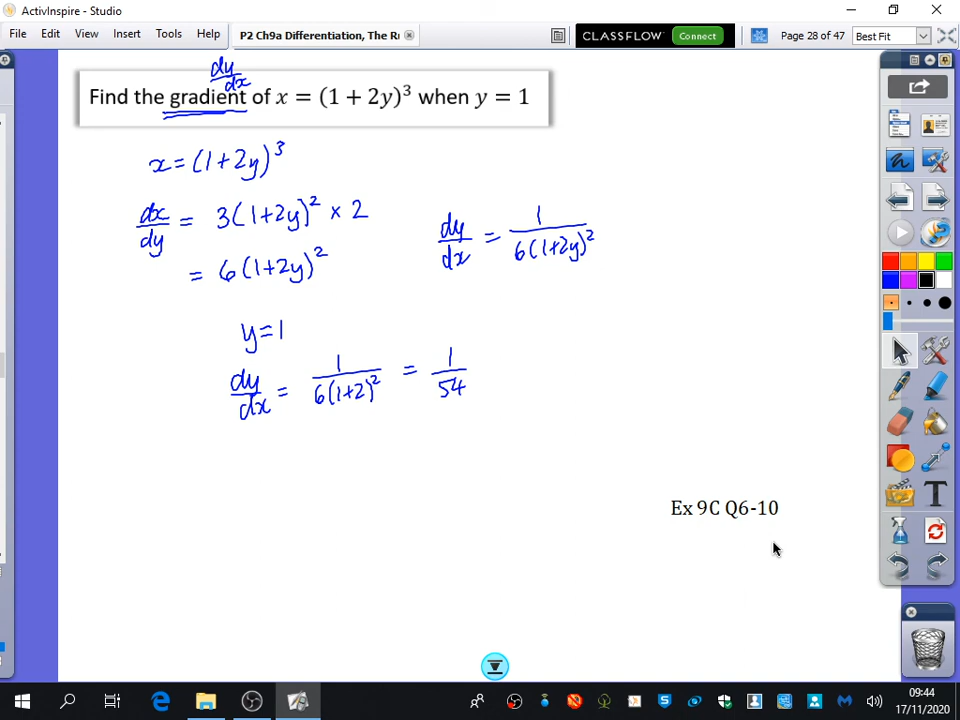 ActivInspire - Studio
File Edit View Insert Tools Help P2 Ch9a Differentiation, The Ru CLASSFLOW Connect Page 28 of 47 Best Fit
dy/dx
Find the gradient of x = (1 + 2y)³ when y = 1
x = (1+2y)³
dx/dy = 3(1+2y)² × 2
= 6(1+2y)²
dy/dx = 1/6(1+2y)²
y=1
dy/dx = 1/6(1+2)² = 1/54
Ex 9C Q6-10
09:44
17/11/2020